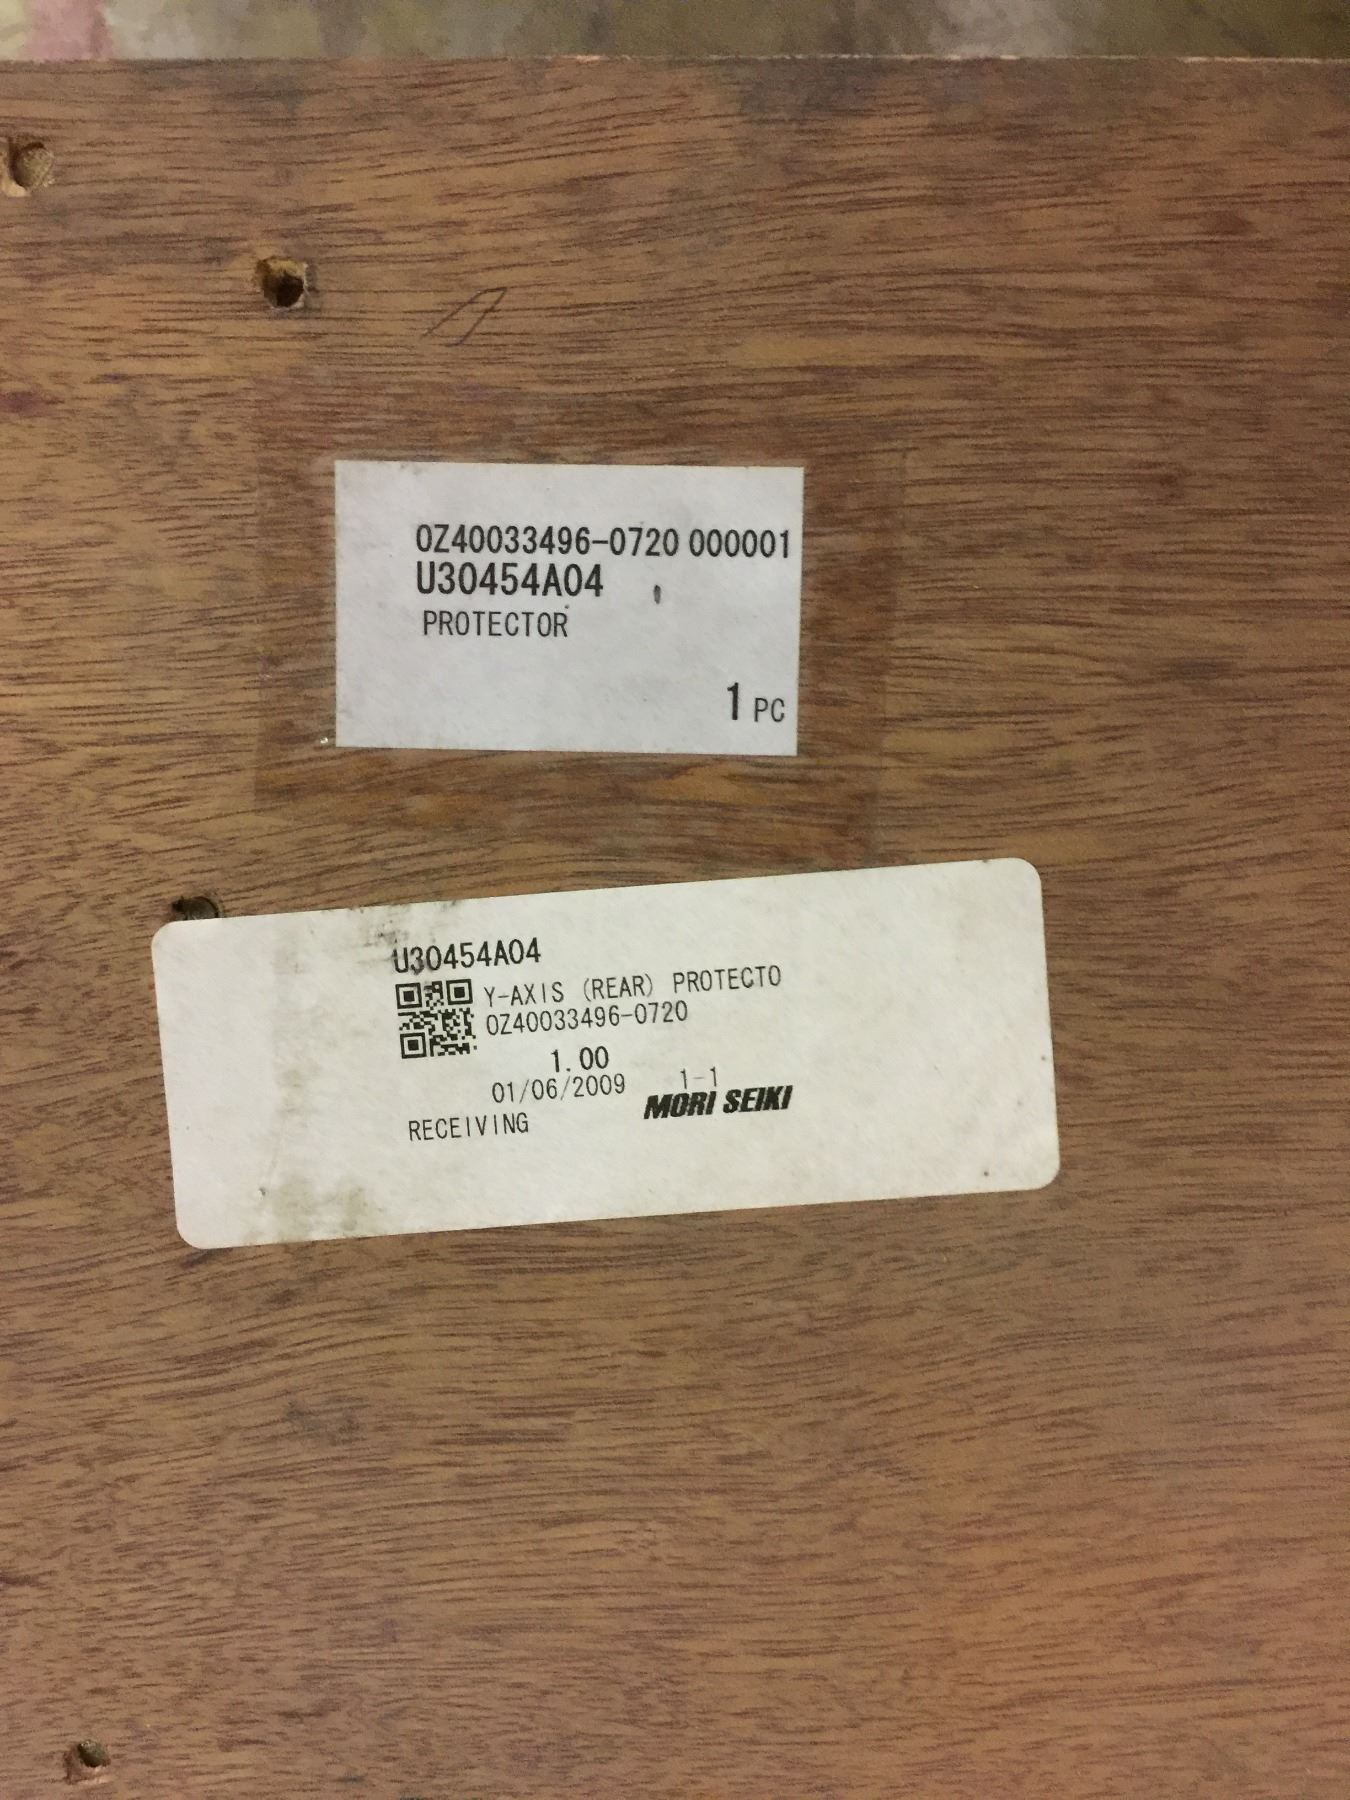 0Z40033496-0720 000001
U30454A04
PROTECTOR
1 PC
U30454A04
Y-AXIS (REAR) PROTECTO
0Z40033496-0720
1.00
01/06/2009 1-1
RECEIVING MORI SEIKI